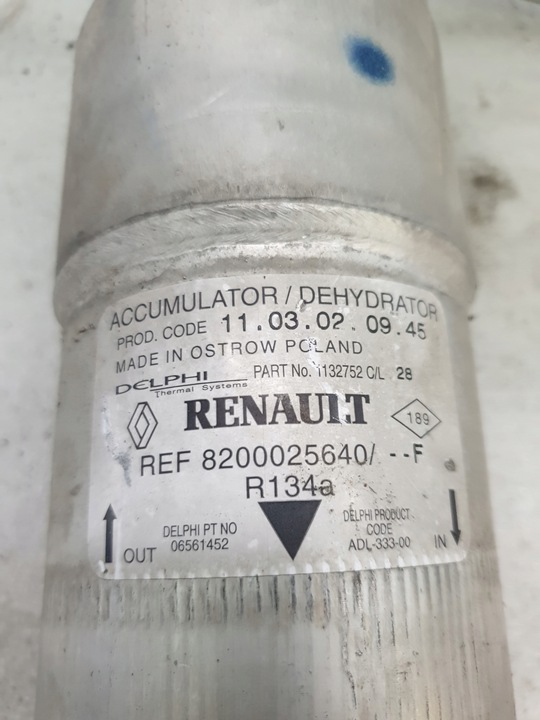 ACCUMULATOR / DEHYDRATOR
PROD. CODE 11.03.02 09.45
MADE IN OSTROW POLAND
DELPHI PART No. 1132752 C/L 28
Thermal Systems
RENAULT 189
REF 8200025640/ --F
R134a
DELPHI PT NO
06561452
DELPHI PRODUCT
CODE
ADL-333-00
OUT
IN